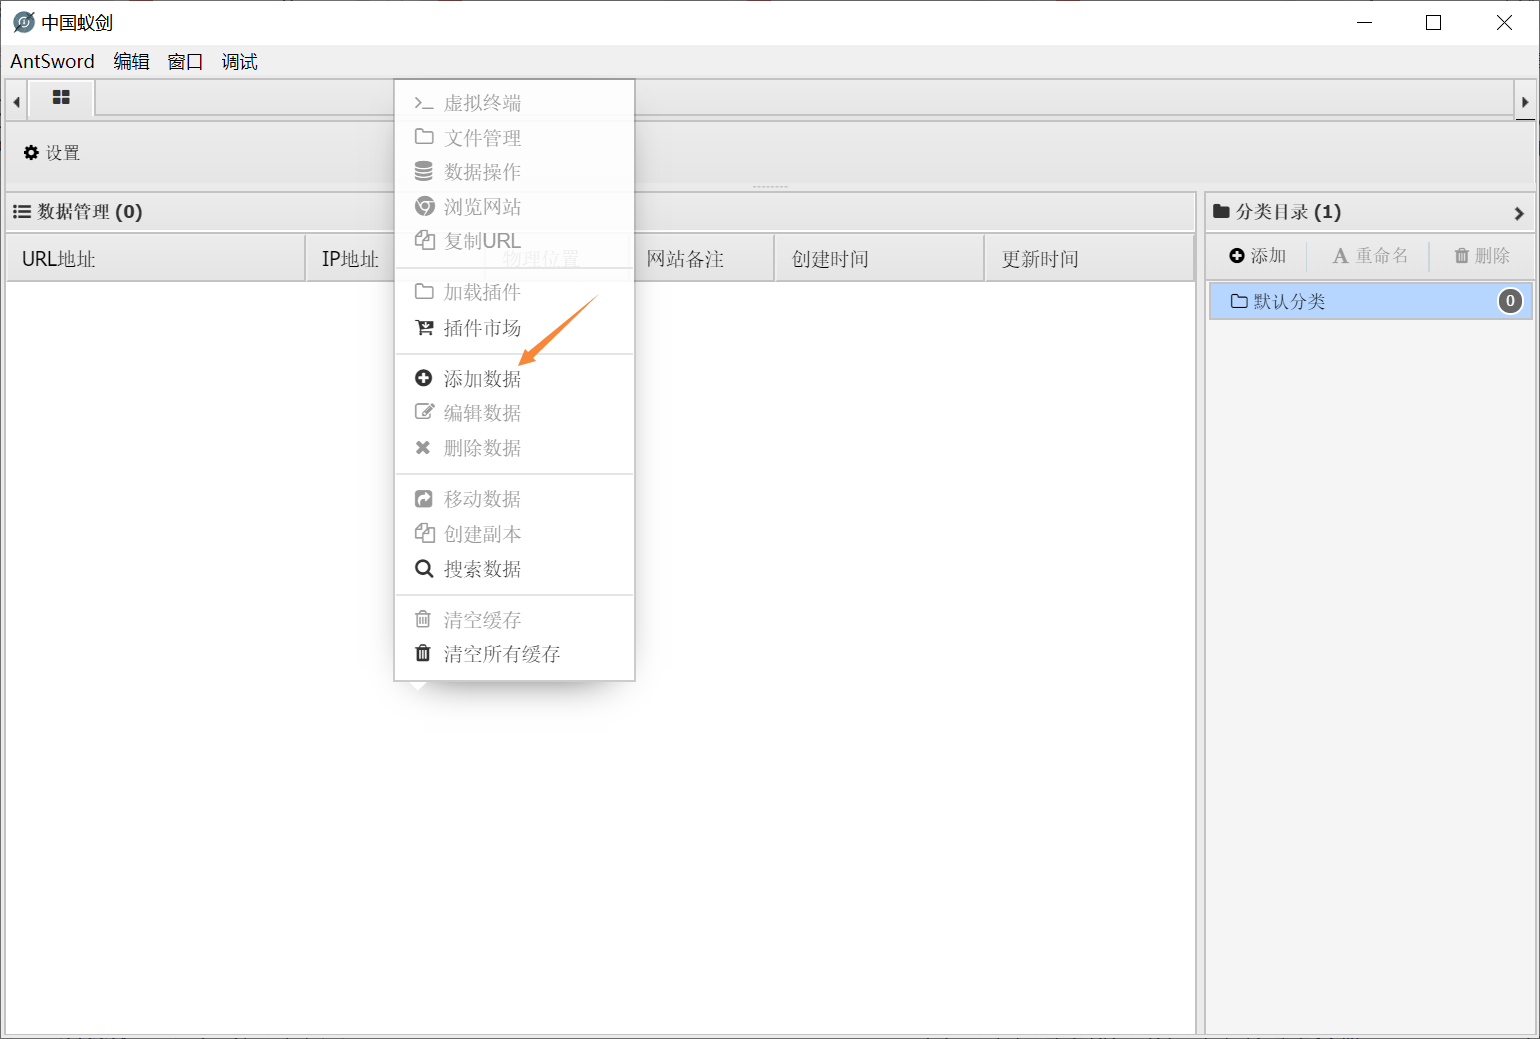 中国蚁剑
AntSword 编辑 窗口 调试
设置
数据管理 (0)
URL地址 IP地址 物理位置 网站备注 创建时间 更新时间
虚拟终端
文件管理
数据操作
浏览网站
复制URL
加载插件
插件市场
添加数据
编辑数据
删除数据
移动数据
创建副本
搜索数据
清空缓存
清空所有缓存
分类目录 (1)
添加 重命名 删除
默认分类 0